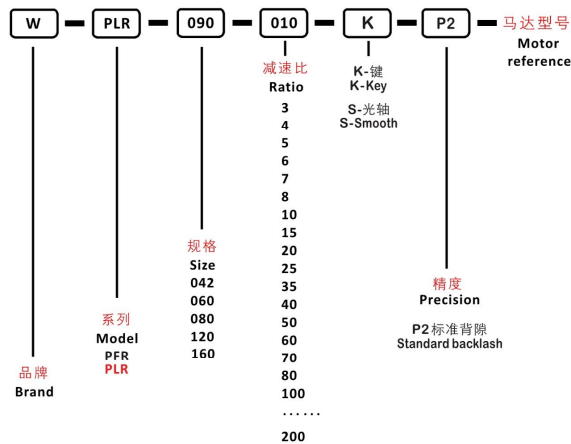 W PLR 090 010 K P2 马达型号
Motor
reference
减速比
Ratio
3
4
5
6
7
8
10
15
20
25
35
40
50
60
70
80
100
······
200
K-键
K-Key
S-光轴
S-Smooth
规格
Size
042
060
080
120
160
精度
Precision
P2标准背隙
Standard backlash
系列
Model
PFR
PLR
品牌
Brand